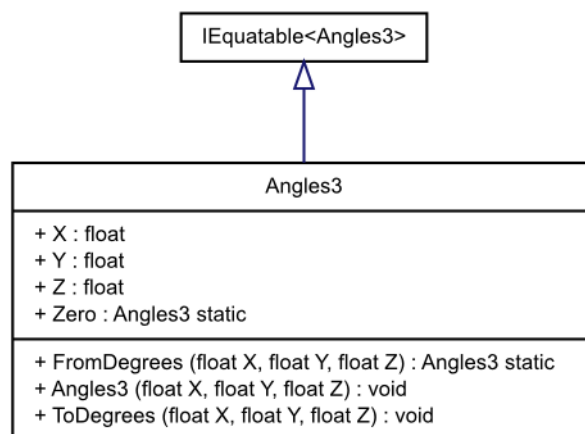 IEquatable<Angles3>
Angles3
+ X : float
+ Y : float
+ Z : float
+ Zero : Angles3 static
+ FromDegrees (float X, float Y, float Z) : Angles3 static
+ Angles3 (float X, float Y, float Z) : void
+ ToDegrees (float X, float Y, float Z) : void